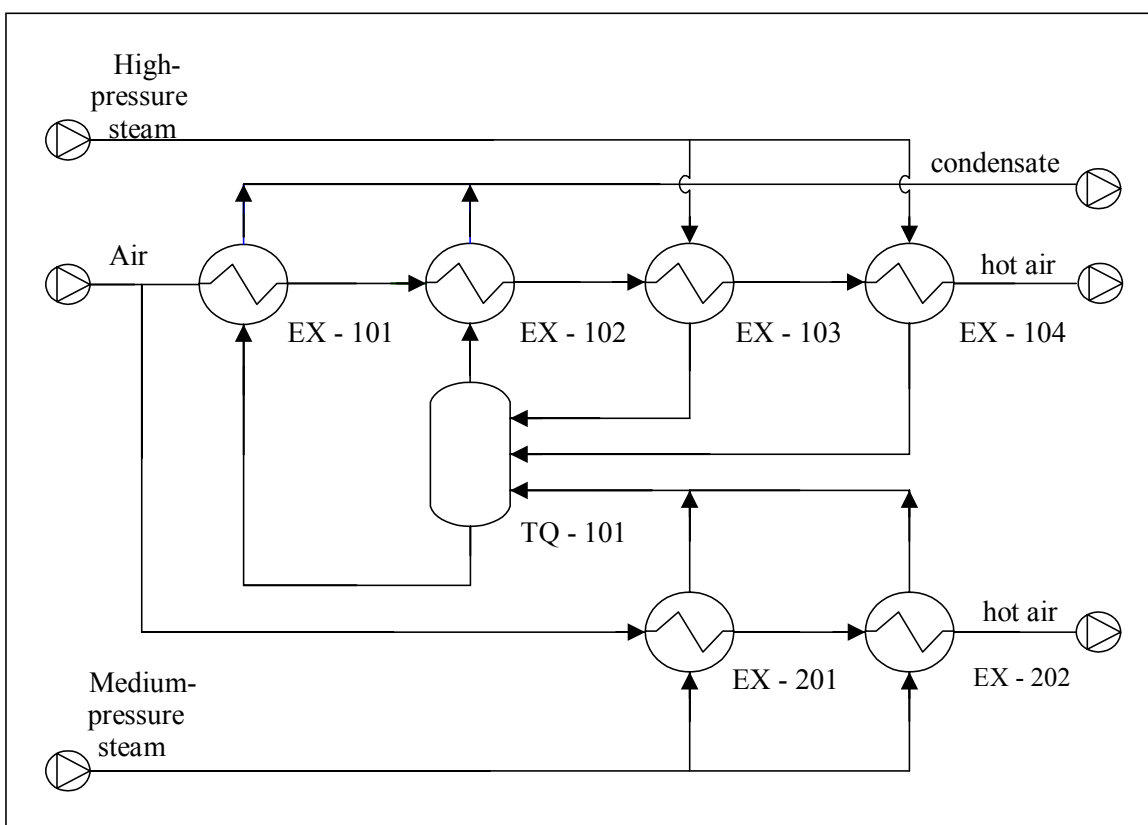 High-
pressure
steam
condensate
Air
hot air
EX - 101
EX - 102
EX - 103
EX - 104
TQ - 101
hot air
EX - 201
EX - 202
Medium-
pressure
steam